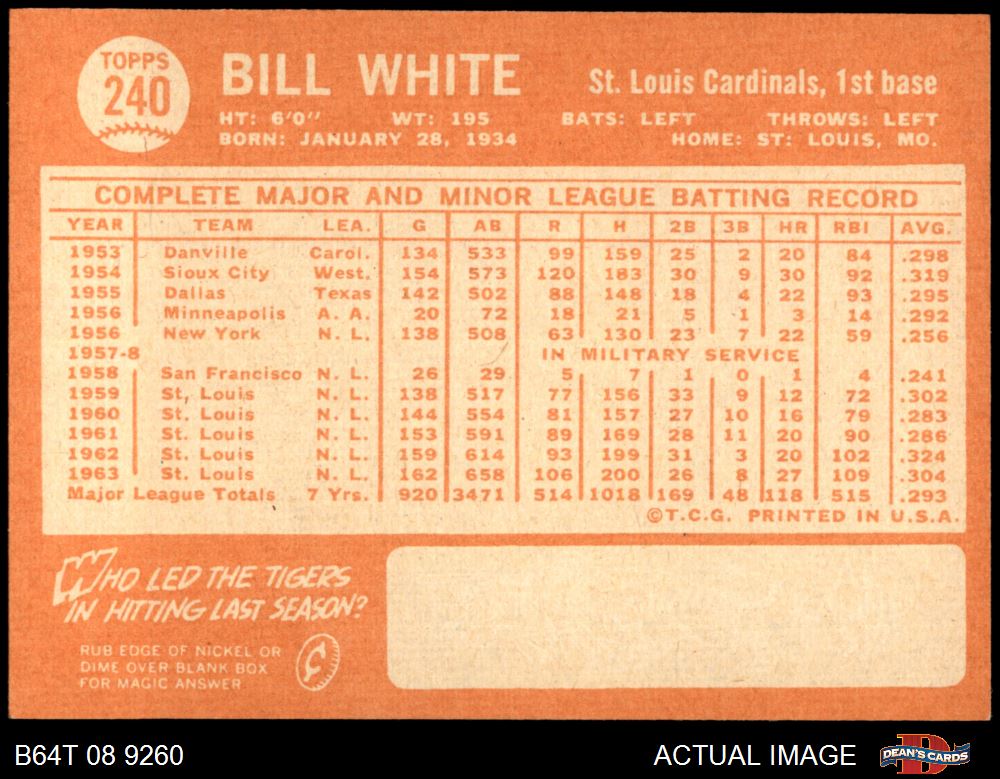 TOPPS
240
BILL WHITE
St. Louis Cardinals, 1st base
HT: 6'0" WT: 195 BATS: LEFT THROWS: LEFT
BORN: JANUARY 28, 1934 HOME: ST: LOUIS, MO.
COMPLETE MAJOR AND MINOR LEAGUE BATTING RECORD
YEAR TEAM LEA. G AB R H 2B 3B HR RBI AVG.
1953 Danville Carol. 134 533 99 159 25 2 20 84 .298
1954 Sioux City West. 154 573 120 183 30 9 30 92 .319
1955 Dallas Texas 142 502 88 148 18 4 22 93 .295
1956 Minneapolis A. A. 20 72 18 21 5 1 3 14 .292
1956 New York N. L. 138 508 63 130 23 7 22 59 .256
1957-8 IN MILITARY SERVICE
1958 San Francisco N. L. 26 29 5 7 1 0 1 4 .241
1959 St, Louis N. L. 138 517 77 156 33 9 12 72 .302
1960 St. Louis N. L. 144 554 81 157 27 10 16 79 .283
1961 St. Louis N. L. 153 591 89 169 28 11 20 90 .286
1962 St. Louis N. L. 159 614 93 199 31 3 20 102 .324
1963 St. Louis N. L. 162 658 106 200 26 8 27 109 .304
Major League Totals 7 Yrs. 920 3471 514 1018 169 48 118 515 .293
©T.C.G. PRINTED IN U.S.A.
WHO LED THE TIGERS
IN HITTING LAST SEASON?
RUB EDGE OF NICKEL OR
DIME OVER BLANK BOX
FOR MAGIC ANSWER
B64T 08 9260 ACTUAL IMAGE
D
DEAN'S CARDS